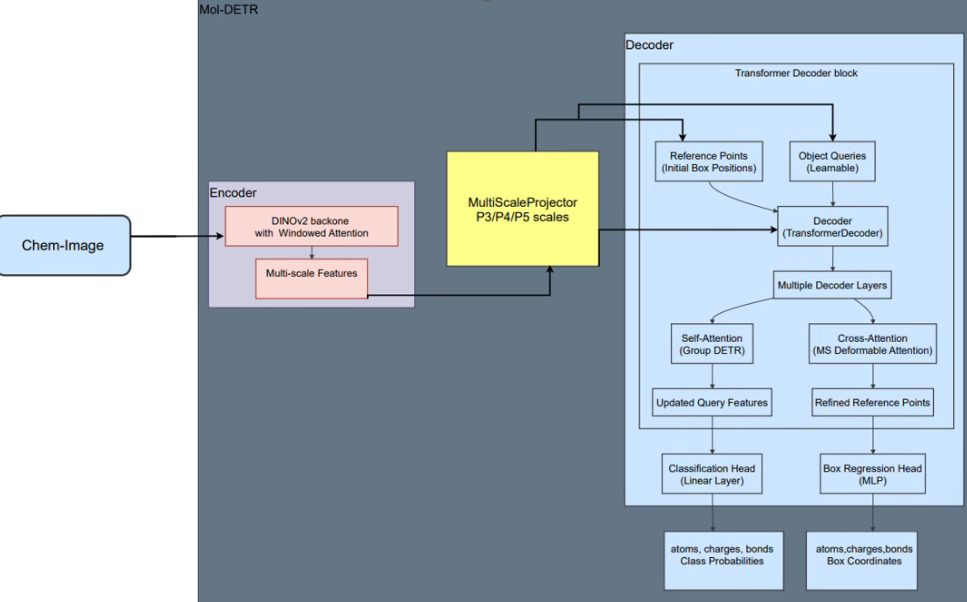 Mol-DETR
Chem-Image
Encoder
DINOv2 backone
with Windowed Attention
Multi-scale Features
MultiScaleProjector
P3/P4/P5 scales
Decoder
Transformer Decoder block
Reference Points
(Initial Box Positions)
Object Queries
(Learnable)
Decoder
(TransformerDecoder)
Multiple Decoder Layers
Self-Attention
(Group DETR)
Cross-Attention
(MS Deformable Attention)
Updated Query Features
Refined Reference Points
Classification Head
(Linear Layer)
Box Regression Head
(MLP)
atoms, charges, bonds
Class Probabilities
atoms,charges,bonds
Box Coordinates